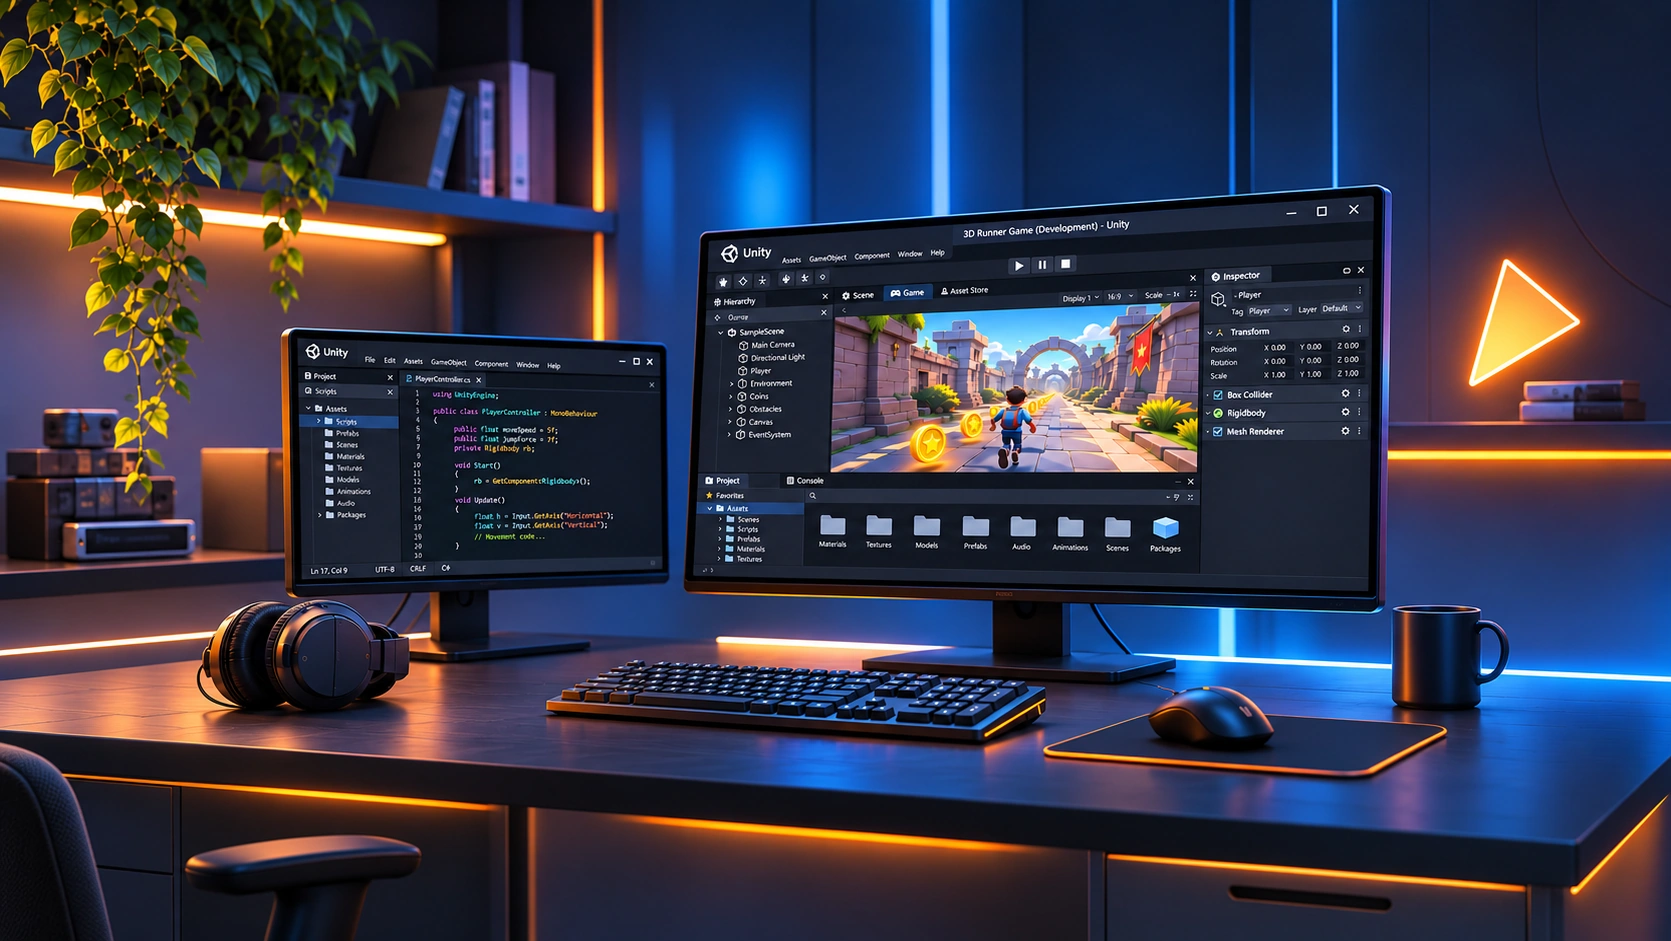 Unity
File Edit Assets GameObject Component Window Help
Project
Scripts
Assets
Scripts
Prefabs
Scenes
Materials
Textures
Models
Animations
Audio
Packages
PlayerController.cs
1 using UnityEngine;
public class PlayerController : MonoBehaviour
{
public float moveSpeed = 5f;
public float jumpForce = 7f;
private Rigidbody rb;
void Start()
{
rb = GetComponent<Rigidbody>();
}
void Update()
{
float h = Input.GetAxis("Horizontal");
float v = Input.GetAxis("Vertical");
// Movement code...
}
Ln 17, Col 9 UTF-8 CRLF C#
3D Runner Game (Development) - Unity
Unity Assets GameObject Component Window Help
Hierarchy
SampleScene
Main Camera
Directional Light
Player
Environment
Coins
Obstacles
Canvas
EventSystem
Scene Game Asset Store
Display 1 16:9 Scale 1x
Inspector
- Player
Tag Player Layer Default
Transform
Position X 0.00 Y 0.00 Z 0.00
Rotation X 0.00 Y 0.00 Z 0.00
Scale X 1.00 Y 1.00 Z 1.00
Box Collider
Rigidbody
Mesh Renderer
Project Console
Favorites
Assets
Scenes
Scripts
Prefabs
Materials
Textures
Materials Textures Models Prefabs Audio Animations Scenes Packages